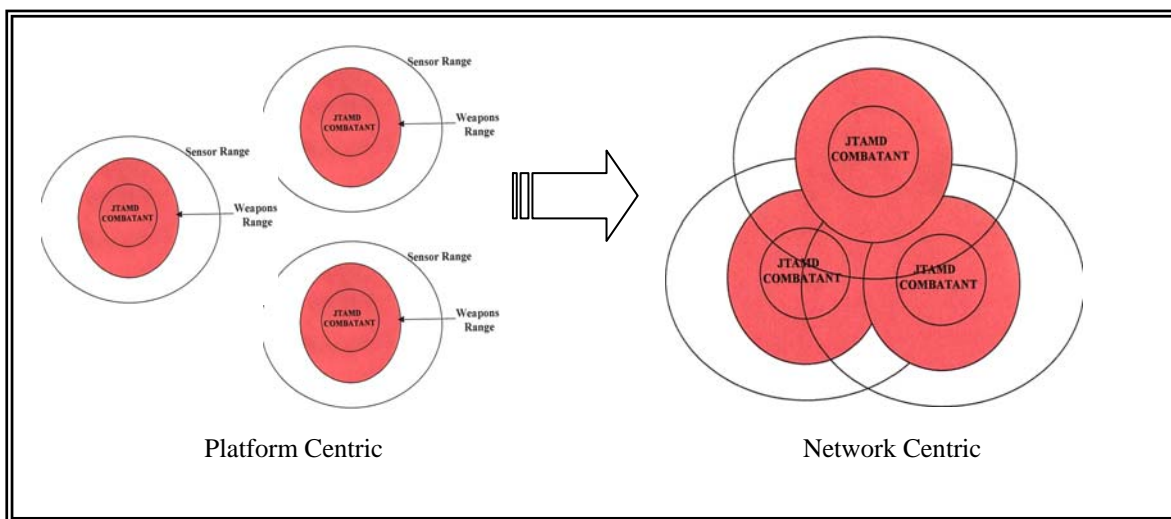 Sensor Range
JTAMD
COMBATANT
Weapons
Range
Sensor Range
JTAMD
COMBATANT
Weapons
Range
Sensor Range
JTAMD
COMBATANT
Weapons
Range
Platform Centric
JTAMD
COMBATANT
JTAMD
COMBATANT
JTAMD
COMBATANT
Network Centric